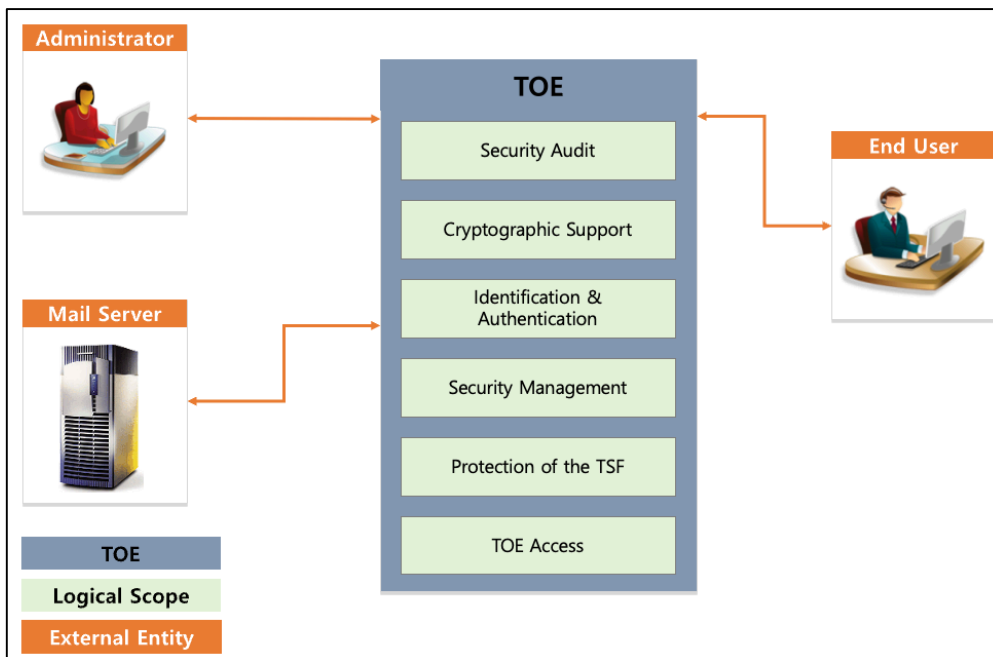 Administrator
TOE
Security Audit
Cryptographic Support
Identification &
Authentication
Security Management
Protection of the TSF
TOE Access
End User
Mail Server
TOE
Logical Scope
External Entity